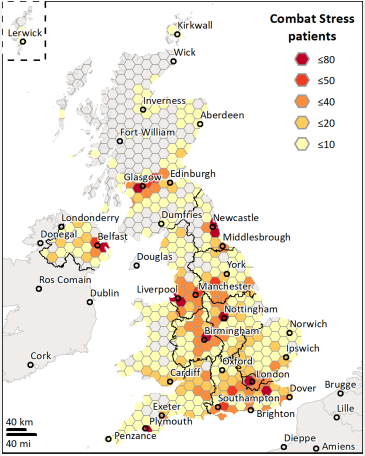 Combat Stress
patients
≤80
≤50
≤40
≤20
≤10
Lerwick
Kirkwall
Wick
Inverness
Aberdeen
Fort William
Glasgow
Edinburgh
Londonderry
Dumfries
Newcastle
Donegal
Belfast
Middlesbrough
Douglas
York
Ros Comain
Liverpool
Manchester
Dublin
Nottingham
Norwich
Birmingham
Ipswich
Cork
Oxford
Cardiff
London
Dover
Brugge
Southampton
Exeter
Brighton
Lille
Plymouth
40 km
40 mi
Penzance
Dieppe
Amiens